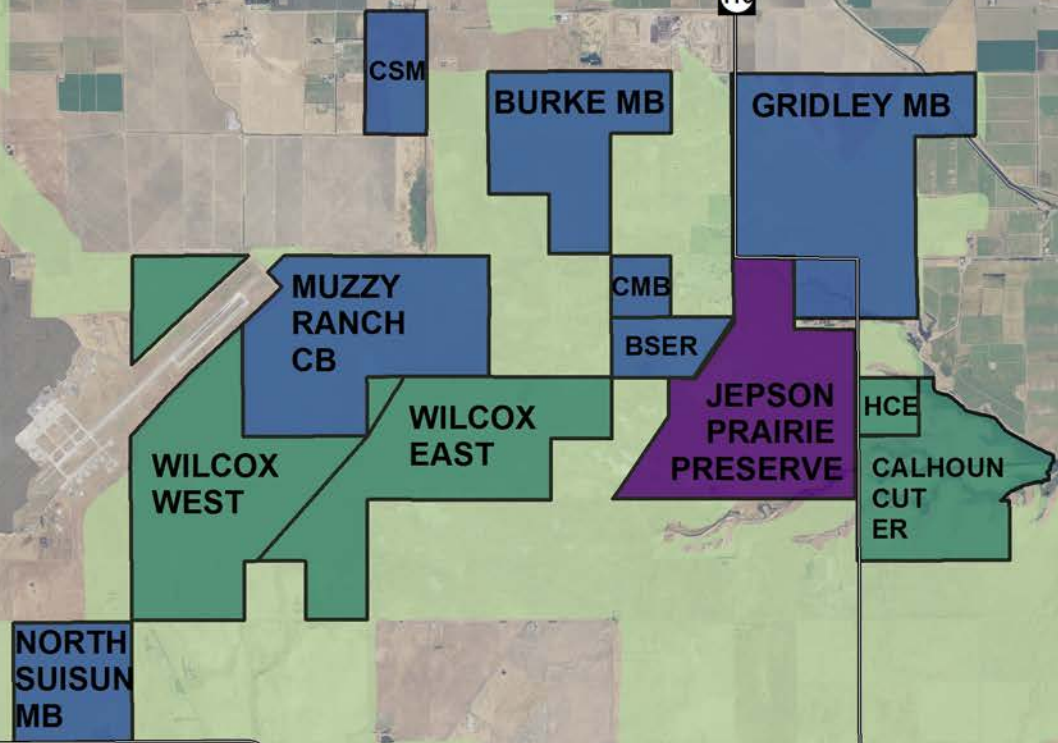 CSM
BURKE MB
GRIDLEY MB
MUZZY
RANCH
CB
CMB
BSER
JEPSON
PRAIRIE
PRESERVE
HCE
WILCOX
EAST
WILCOX
WEST
CALHOUN
CUT
ER
NORTH
SUISUN
MB